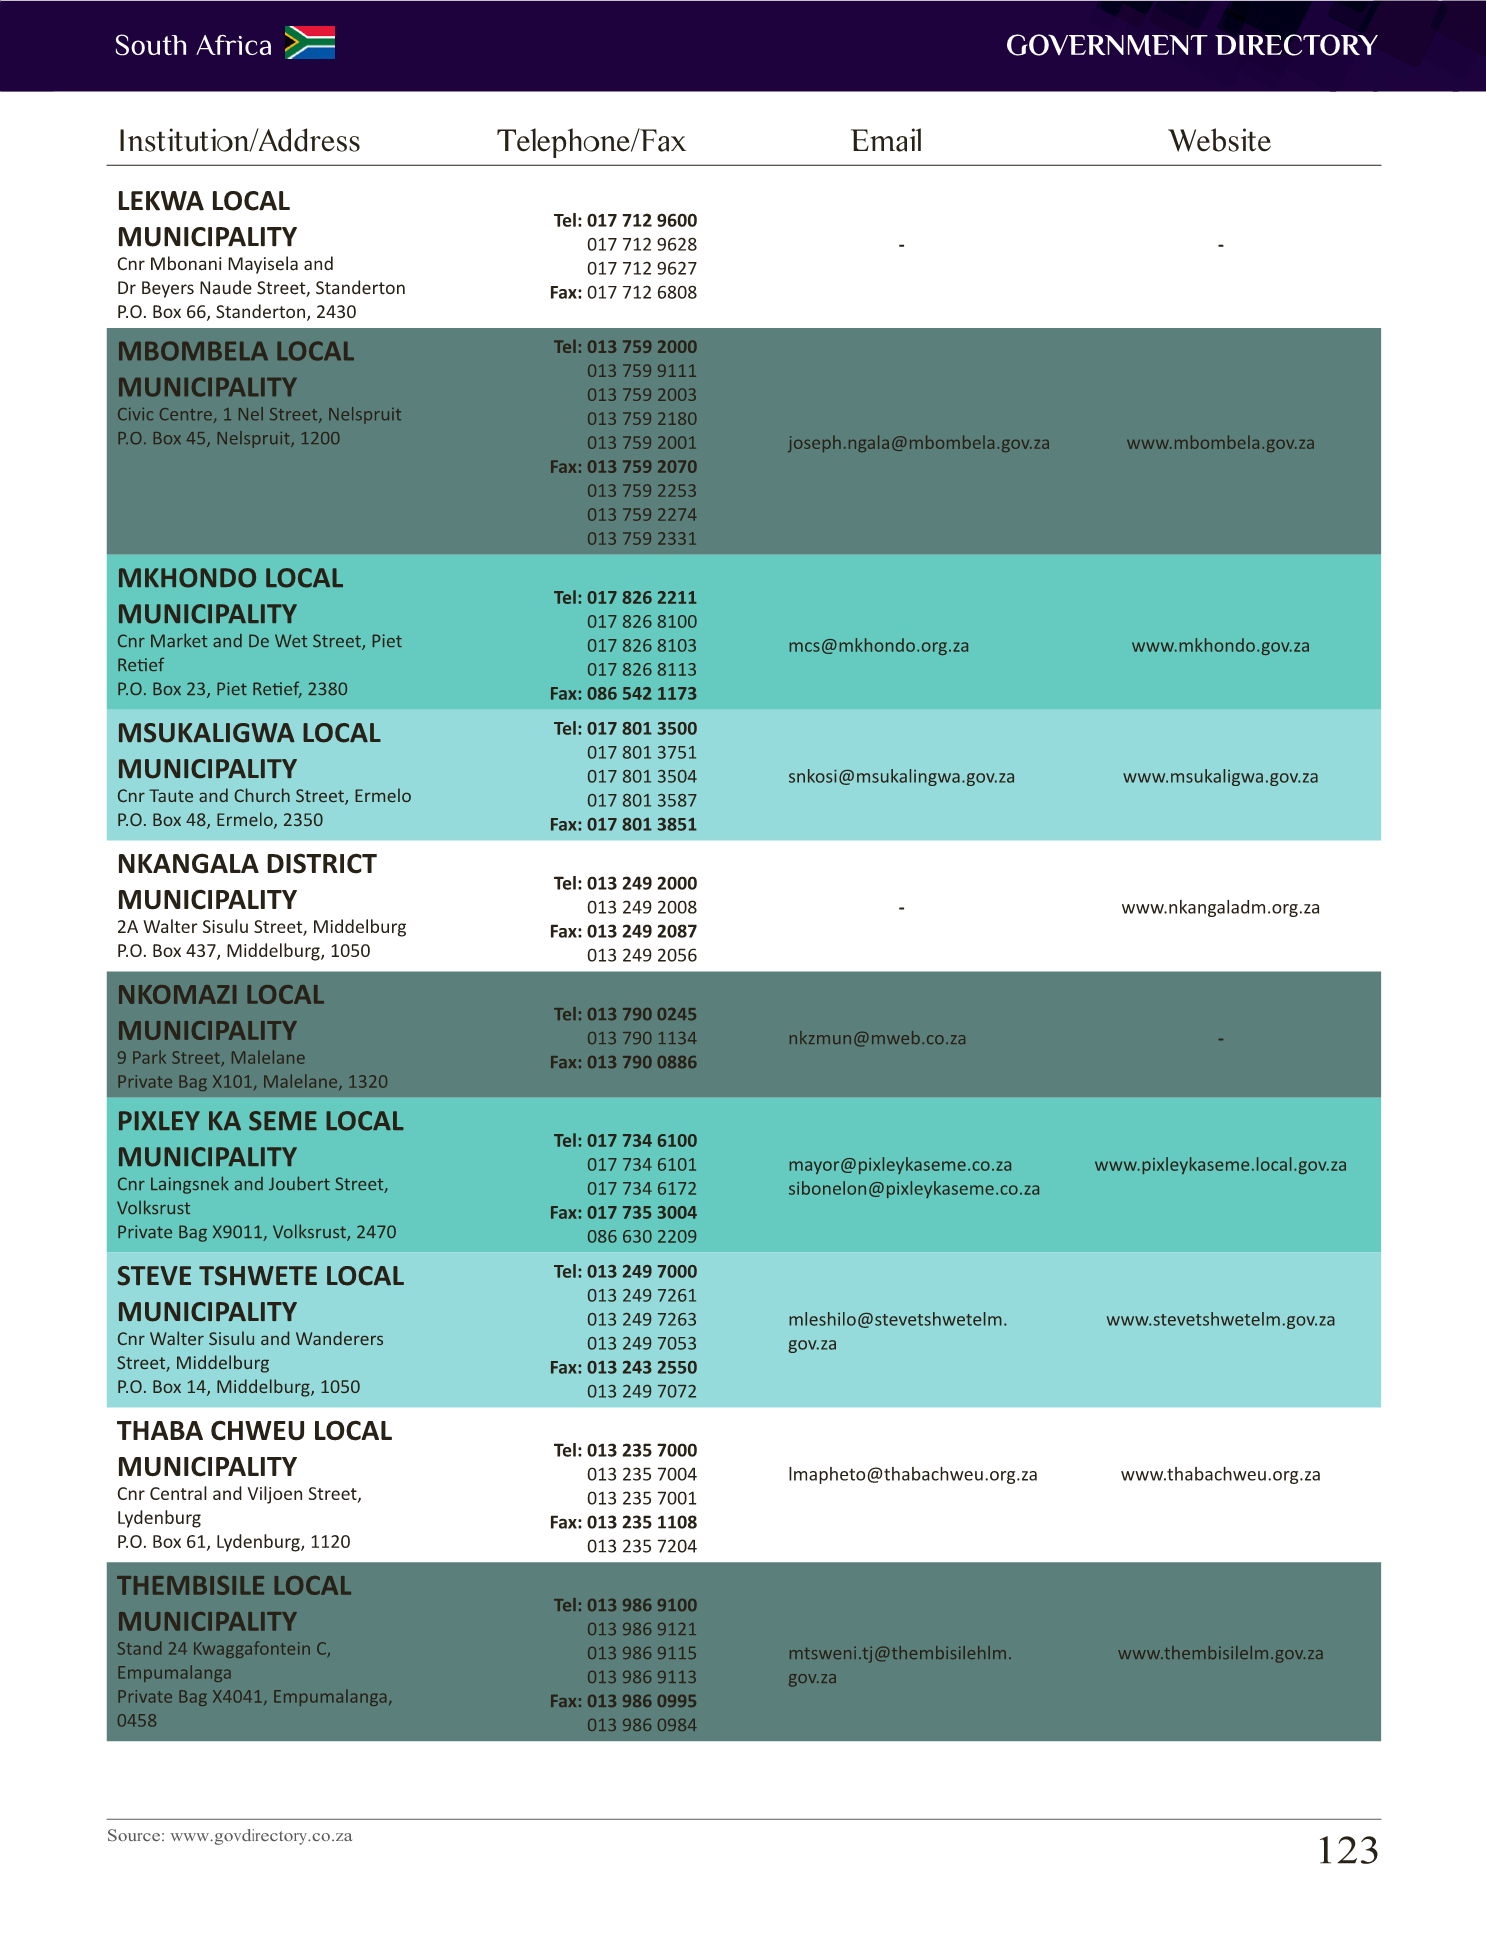 South Africa
GOVERNMENT DIRECTORY
Institution/Address Telephone/Fax Email Website
LEKWA LOCAL
MUNICIPALITY
Cnr Mbonani Mayisela and
Dr Beyers Naude Street, Standerton
P.O. Box 66, Standerton, 2430
Tel: 017 712 9600
017 712 9628
017 712 9627
Fax: 017 712 6808
-
-
MBOMBELA LOCAL
MUNICIPALITY
Civic Centre, 1 Nel Street, Nelspruit
P.O. Box 45, Nelspruit, 1200
Tel: 013 759 2000
013 759 9111
013 759 2003
013 759 2180
013 759 2001
Fax: 013 759 2070
013 759 2253
013 759 2274
013 759 2331
joseph.ngala@mbombela.gov.za
www.mbombela.gov.za
MKHONDO LOCAL
MUNICIPALITY
Cnr Market and De Wet Street, Piet
Retief
P.O. Box 23, Piet Retief, 2380
Tel: 017 826 2211
017 826 8100
017 826 8103
017 826 8113
Fax: 086 542 1173
mcs@mkhondo.org.za
www.mkhondo.gov.za
MSUKALIGWA LOCAL
MUNICIPALITY
Cnr Taute and Church Street, Ermelo
P.O. Box 48, Ermelo, 2350
Tel: 017 801 3500
017 801 3751
017 801 3504
017 801 3587
Fax: 017 801 3851
snkosi@msukalingwa.gov.za
www.msukaligwa.gov.za
NKANGALA DISTRICT
MUNICIPALITY
2A Walter Sisulu Street, Middelburg
P.O. Box 437, Middelburg, 1050
Tel: 013 249 2000
013 249 2008
Fax: 013 249 2087
013 249 2056
-
www.nkangaladm.org.za
NKOMAZI LOCAL
MUNICIPALITY
9 Park Street, Malelane
Private Bag X101, Malelane, 1320
Tel: 013 790 0245
013 790 1134
Fax: 013 790 0886
nkzmun@mweb.co.za
-
PIXLEY KA SEME LOCAL
MUNICIPALITY
Cnr Laingsnek and Joubert Street,
Volksrust
Private Bag X9011, Volksrust, 2470
Tel: 017 734 6100
017 734 6101
017 734 6172
Fax: 017 735 3004
086 630 2209
mayor@pixleykaseme.co.za
sibonelon@pixleykaseme.co.za
www.pixleykaseme.local.gov.za
STEVE TSHWETE LOCAL
MUNICIPALITY
Cnr Walter Sisulu and Wanderers
Street, Middelburg
P.O. Box 14, Middelburg, 1050
Tel: 013 249 7000
013 249 7261
013 249 7263
013 249 7053
Fax: 013 243 2550
013 249 7072
mleshilo@stevetshwetelm.
gov.za
www.stevetshwetelm.gov.za
THABA CHWEU LOCAL
MUNICIPALITY
Cnr Central and Viljoen Street,
Lydenburg
P.O. Box 61, Lydenburg, 1120
Tel: 013 235 7000
013 235 7004
013 235 7001
Fax: 013 235 1108
013 235 7204
lmapheto@thabachweu.org.za
www.thabachweu.org.za
THEMBISILE LOCAL
MUNICIPALITY
Stand 24 Kwaggafontein C,
Empumalanga
Private Bag X4041, Empumalanga,
0458
Tel: 013 986 9100
013 986 9121
013 986 9115
013 986 9113
Fax: 013 986 0995
013 986 0984
mtsweni.tj@thembisilehlm.
gov.za
www.thembisilelm.gov.za
Source: www.govdirectory.co.za
123